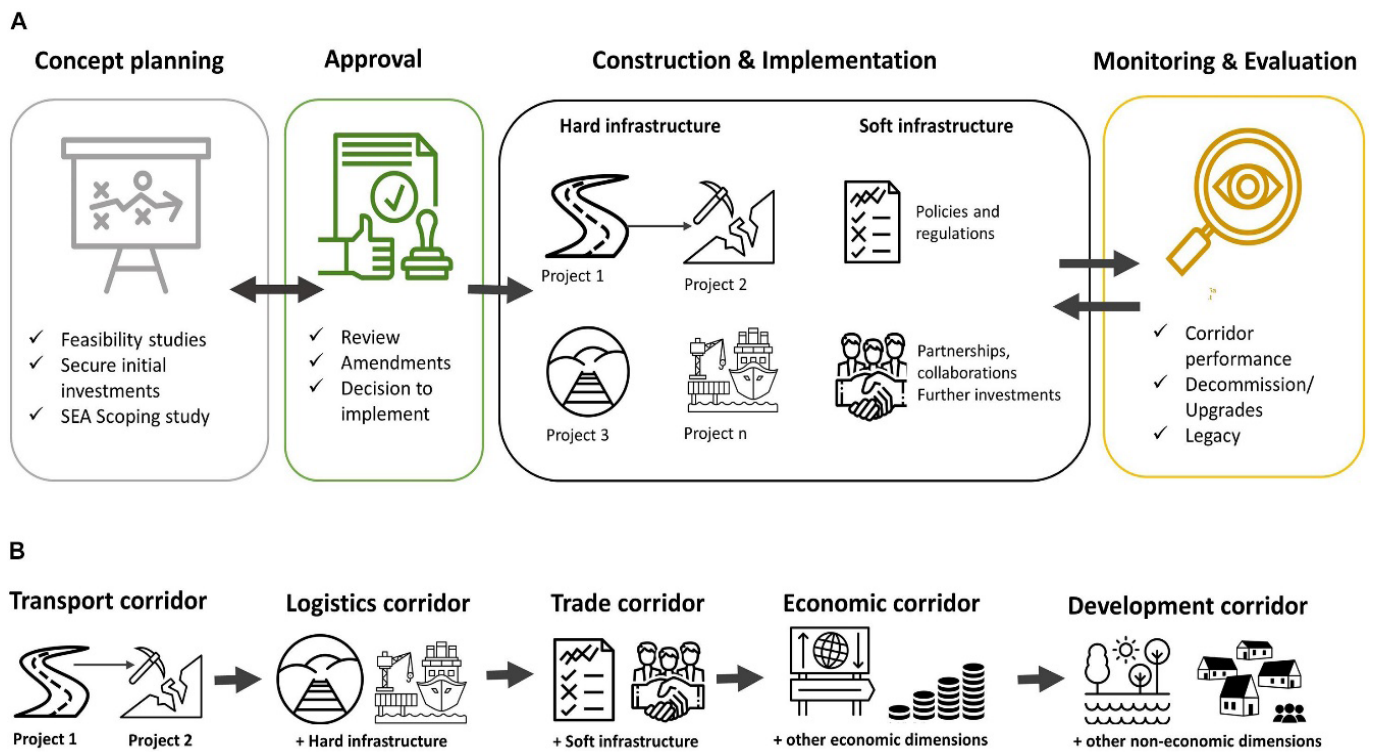 A
Concept planning
Approval
Construction & Implementation
Monitoring & Evaluation
Feasibility studies
Secure initial
investments
SEA Scoping study
Review
Amendments
Decision to
implement
Hard infrastructure
Soft infrastructure
Project 1
Project 2
Policies and
regulations
Project 3
Project n
Partnerships,
collaborations
Further investments
Corridor
performance
Decommission/
Upgrades
Legacy
B
Transport corridor
Logistics corridor
Trade corridor
Economic corridor
Development corridor
Project 1
Project 2
+ Hard infrastructure
+ Soft infrastructure
+ other economic dimensions
+ other non-economic dimensions